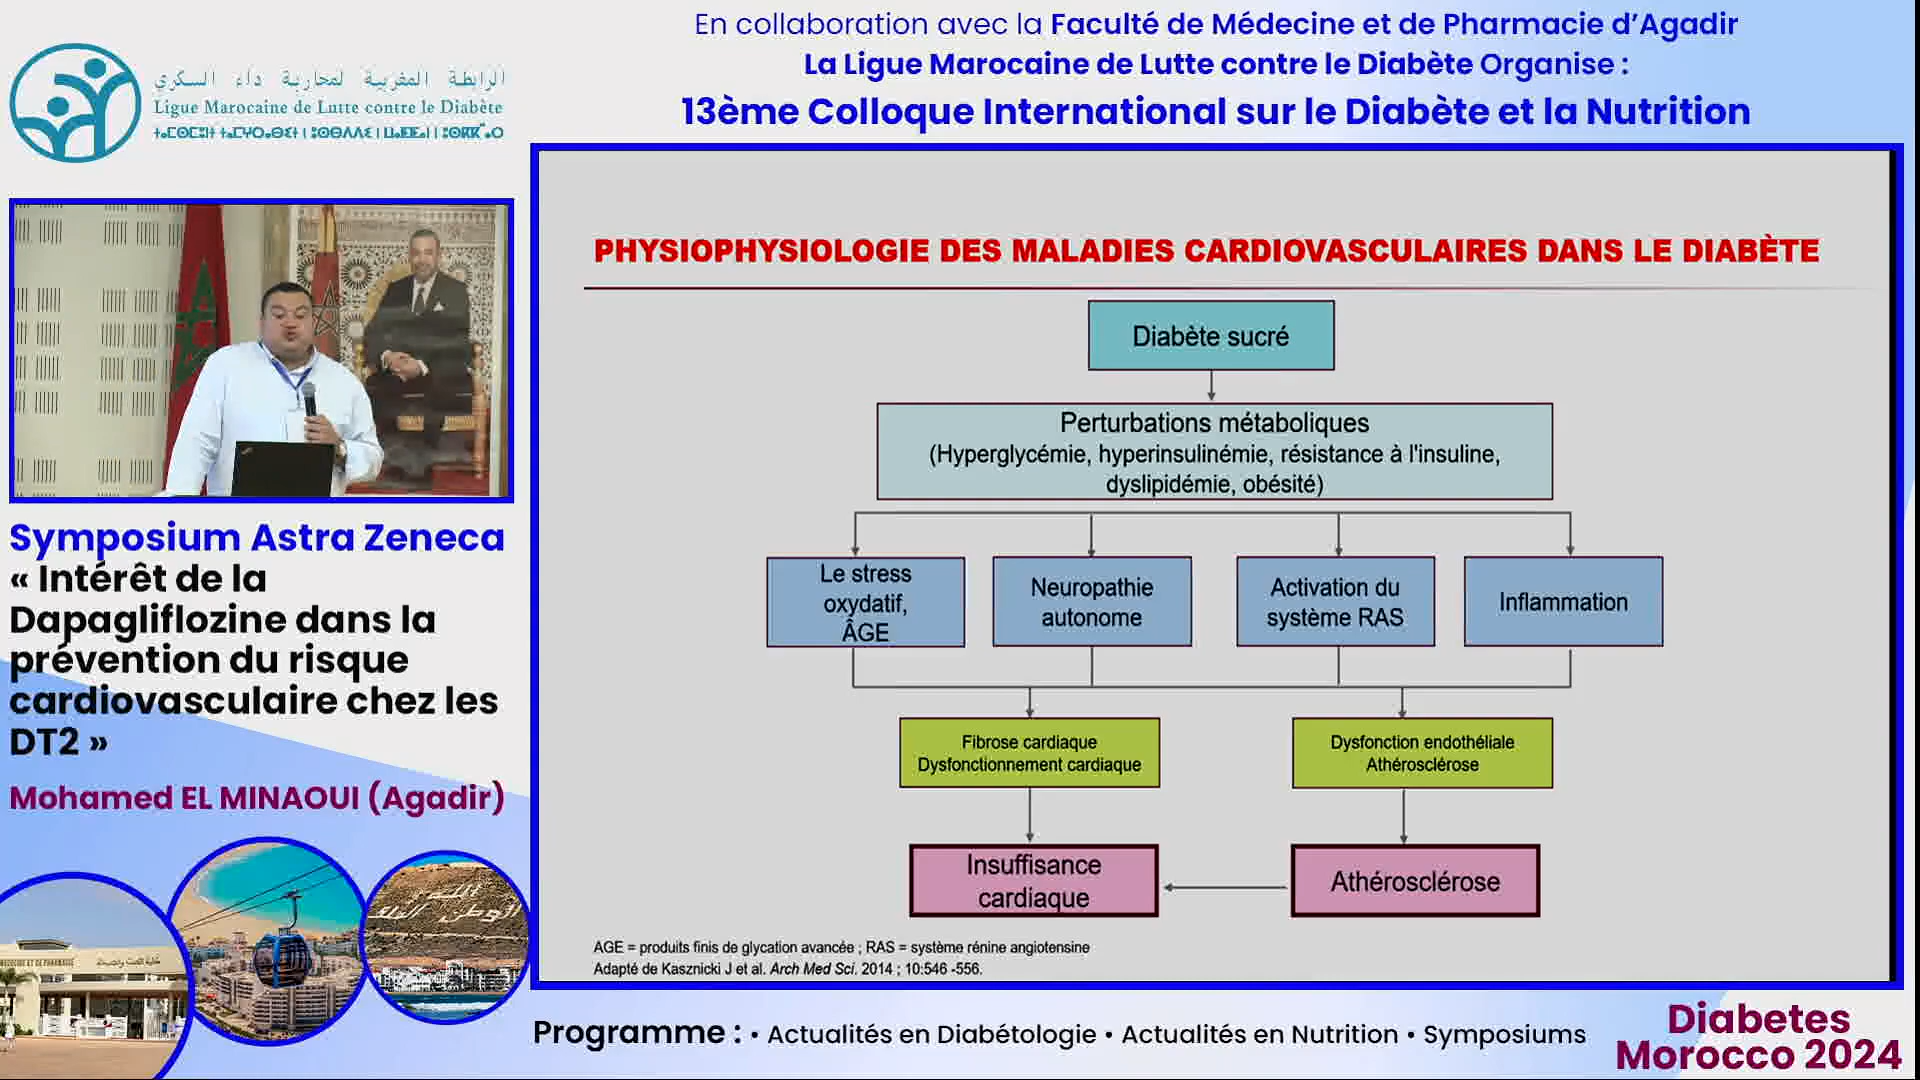 En collaboration avec la Faculté de Médecine et de Pharmacie d’Agadir
La Ligue Marocaine de Lutte contre le Diabète Organise :
13ème Colloque International sur le Diabète et la Nutrition
الرابطة المغربية لمحاربة داء السكري
Ligue Marocaine de Lutte contre le Diabète
PHYSIOPHYSIOLOGIE DES MALADIES CARDIOVASCULAIRES DANS LE DIABÈTE
Diabète sucré
Perturbations métaboliques
(Hyperglycémie, hyperinsulinémie, résistance à l'insuline,
dyslipidémie, obésité)
Le stress
oxydatif,
ÂGE
Neuropathie
autonome
Activation du
système RAS
Inflammation
Fibrose cardiaque
Dysfonctionnement cardiaque
Dysfonction endothéliale
Athérosclérose
Insuffisance
cardiaque
Athérosclérose
AGE = produits finis de glycation avancée ; RAS = système rénine angiotensine
Adapté de Kasznicki J et al. Arch Med Sci. 2014 ; 10:546 -556.
Symposium Astra Zeneca
« Intérêt de la
Dapagliflozine dans la
prévention du risque
cardiovasculaire chez les
DT2 »
Mohamed EL MINAOUI (Agadir)
الله
الوطن الملك
Programme : • Actualités en Diabétologie • Actualités en Nutrition • Symposiums
Diabetes
Morocco 2024